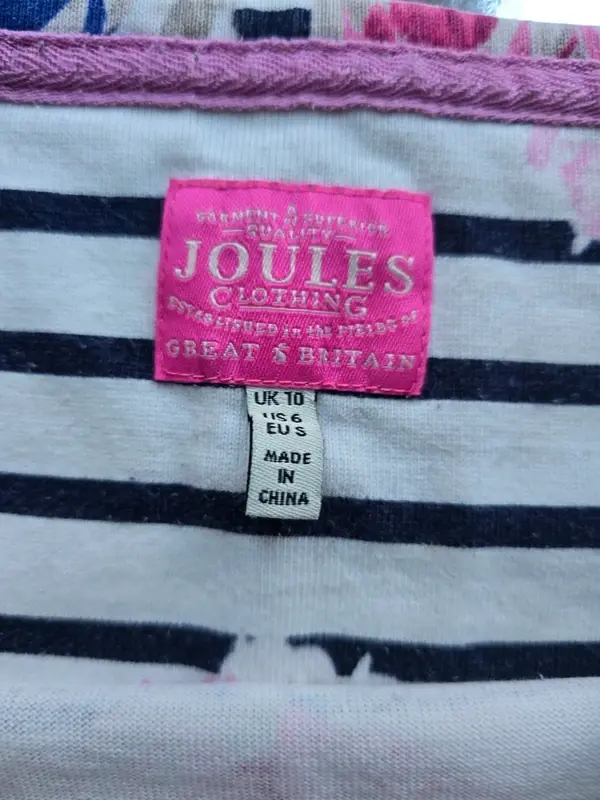 A
GARMENT OF SUPERIOR
QUALITY
JOULES
CLOTHING
ESTABLISHED in the FIELDS OF
GREAT & BRITAIN
UK 10
US 6
EU S
MADE
IN
CHINA